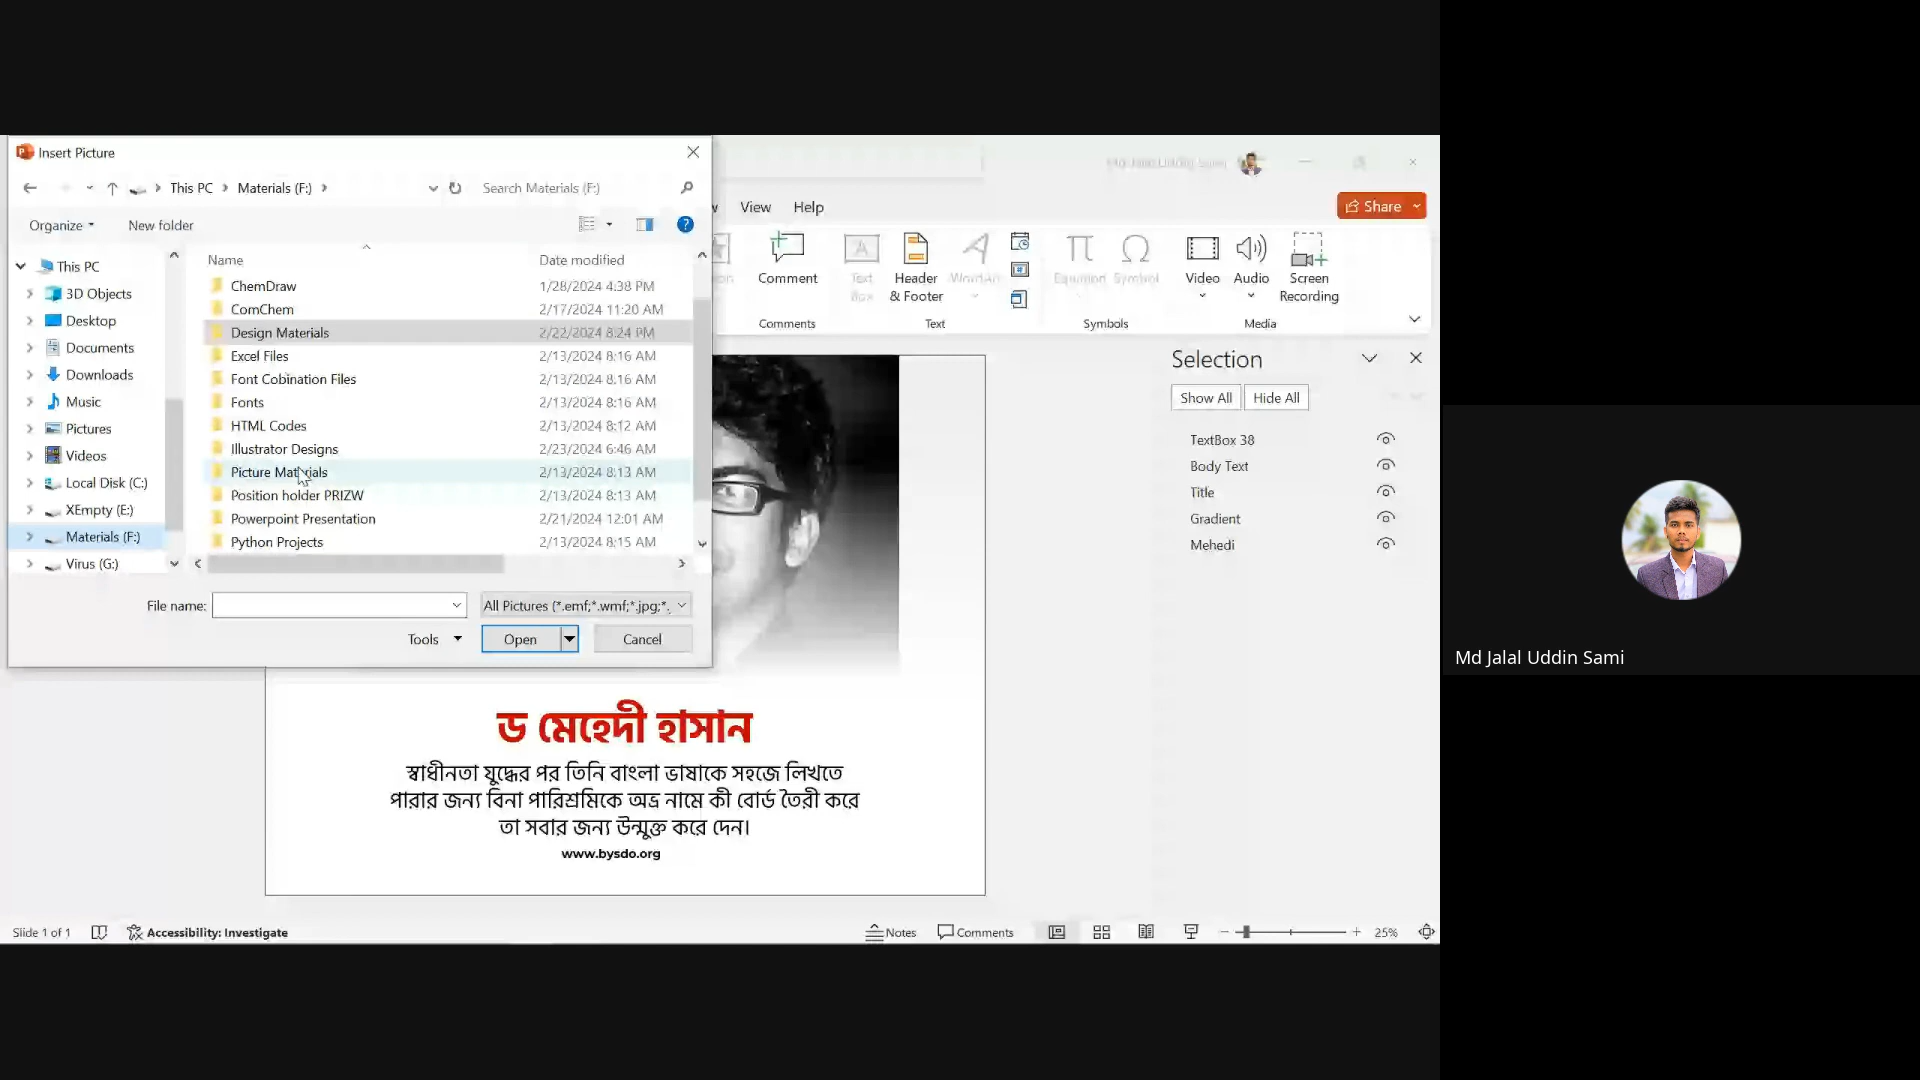 Insert Picture
This PC
Materials (F:)
Search Materials (F:)
Organize
New folder
This PC
3D Objects
Desktop
Documents
Downloads
Music
Pictures
Videos
Local Disk (C:)
XEmpty (E:)
Materials (F:)
Virus (G:)
Name Date modified
ChemDraw 1/28/2024 4:38 PM
ComChem 2/17/2024 11:20 AM
Design Materials 2/22/2024 8:24 PM
Excel Files 2/13/2024 8:16 AM
Font Cobination Files 2/13/2024 8:16 AM
Fonts 2/13/2024 8:16 AM
HTML Codes 2/13/2024 8:12 AM
Illustrator Designs 2/23/2024 6:46 AM
Picture Materials 2/13/2024 8:13 AM
Position holder PRIZW 2/13/2024 8:13 AM
Powerpoint Presentation 2/21/2024 12:01 AM
Python Projects 2/13/2024 8:15 AM
File name:
All Pictures (*.emf;*.wmf;*.jpg;*.
Tools
Open
Cancel
Md Jalal Uddin Sami
View
Help
Share
Comment
Comments
Text Box
Header & Footer
WordArt
Text
Equation
Symbol
Symbols
Video
Audio
Screen Recording
Media
Selection
Show All
Hide All
TextBox 38
Body Text
Title
Gradient
Mehedi
ড মেহেদী হাসান
স্বাধীনতা যুদ্ধের পর তিনি বাংলা ভাষাকে সহজে লিখতে
পারার জন্য বিনা পারিশ্রমিকে অভ্র নামে কী বোর্ড তৈরী করে
তা সবার জন্য উন্মুক্ত করে দেন।
www.bysdo.org
Slide 1 of 1
Accessibility: Investigate
Notes
Comments
25%
Md Jalal Uddin Sami